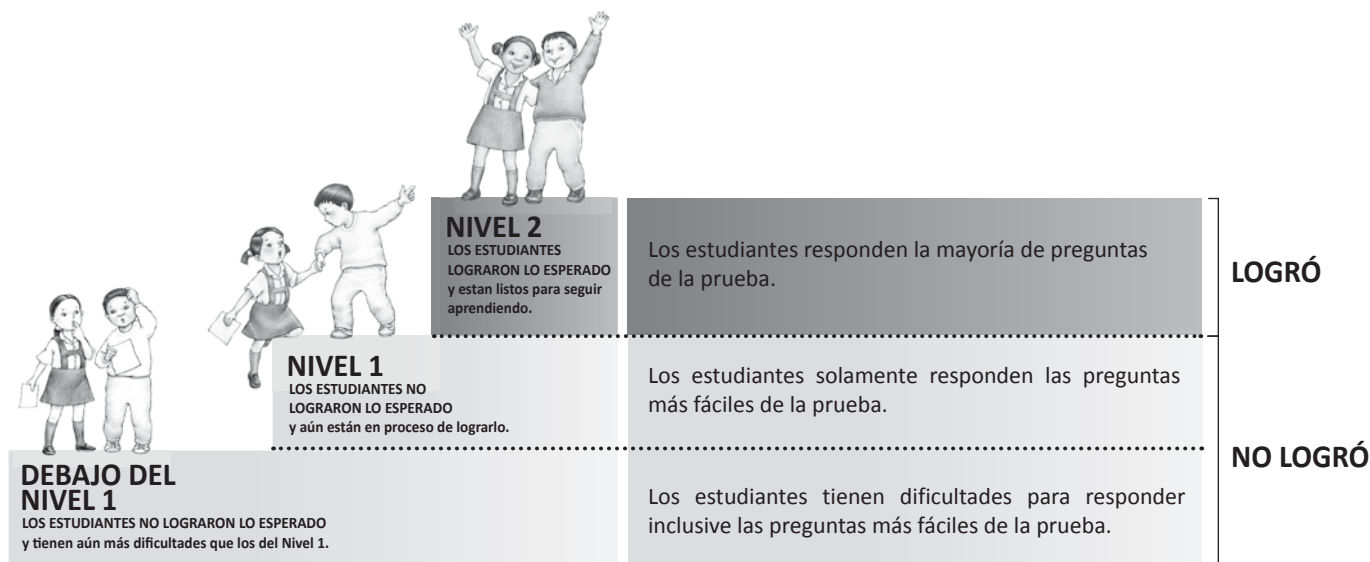 NIVEL 2
LOS ESTUDIANTES
LOGRARON LO ESPERADO
y estan listos para seguir
aprendiendo.
Los estudiantes responden la mayoría de preguntas
de la prueba.
LOGRÓ
NIVEL 1
LOS ESTUDIANTES NO
LOGRARON LO ESPERADO
y aún están en proceso de lograrlo.
Los estudiantes solamente responden las preguntas
más fáciles de la prueba.
NO LOGRÓ
DEBAJO DEL
NIVEL 1
LOS ESTUDIANTES NO LOGRARON LO ESPERADO
y tienen aún más dificultades que los del Nivel 1.
Los estudiantes tienen dificultades para responder
inclusive las preguntas más fáciles de la prueba.